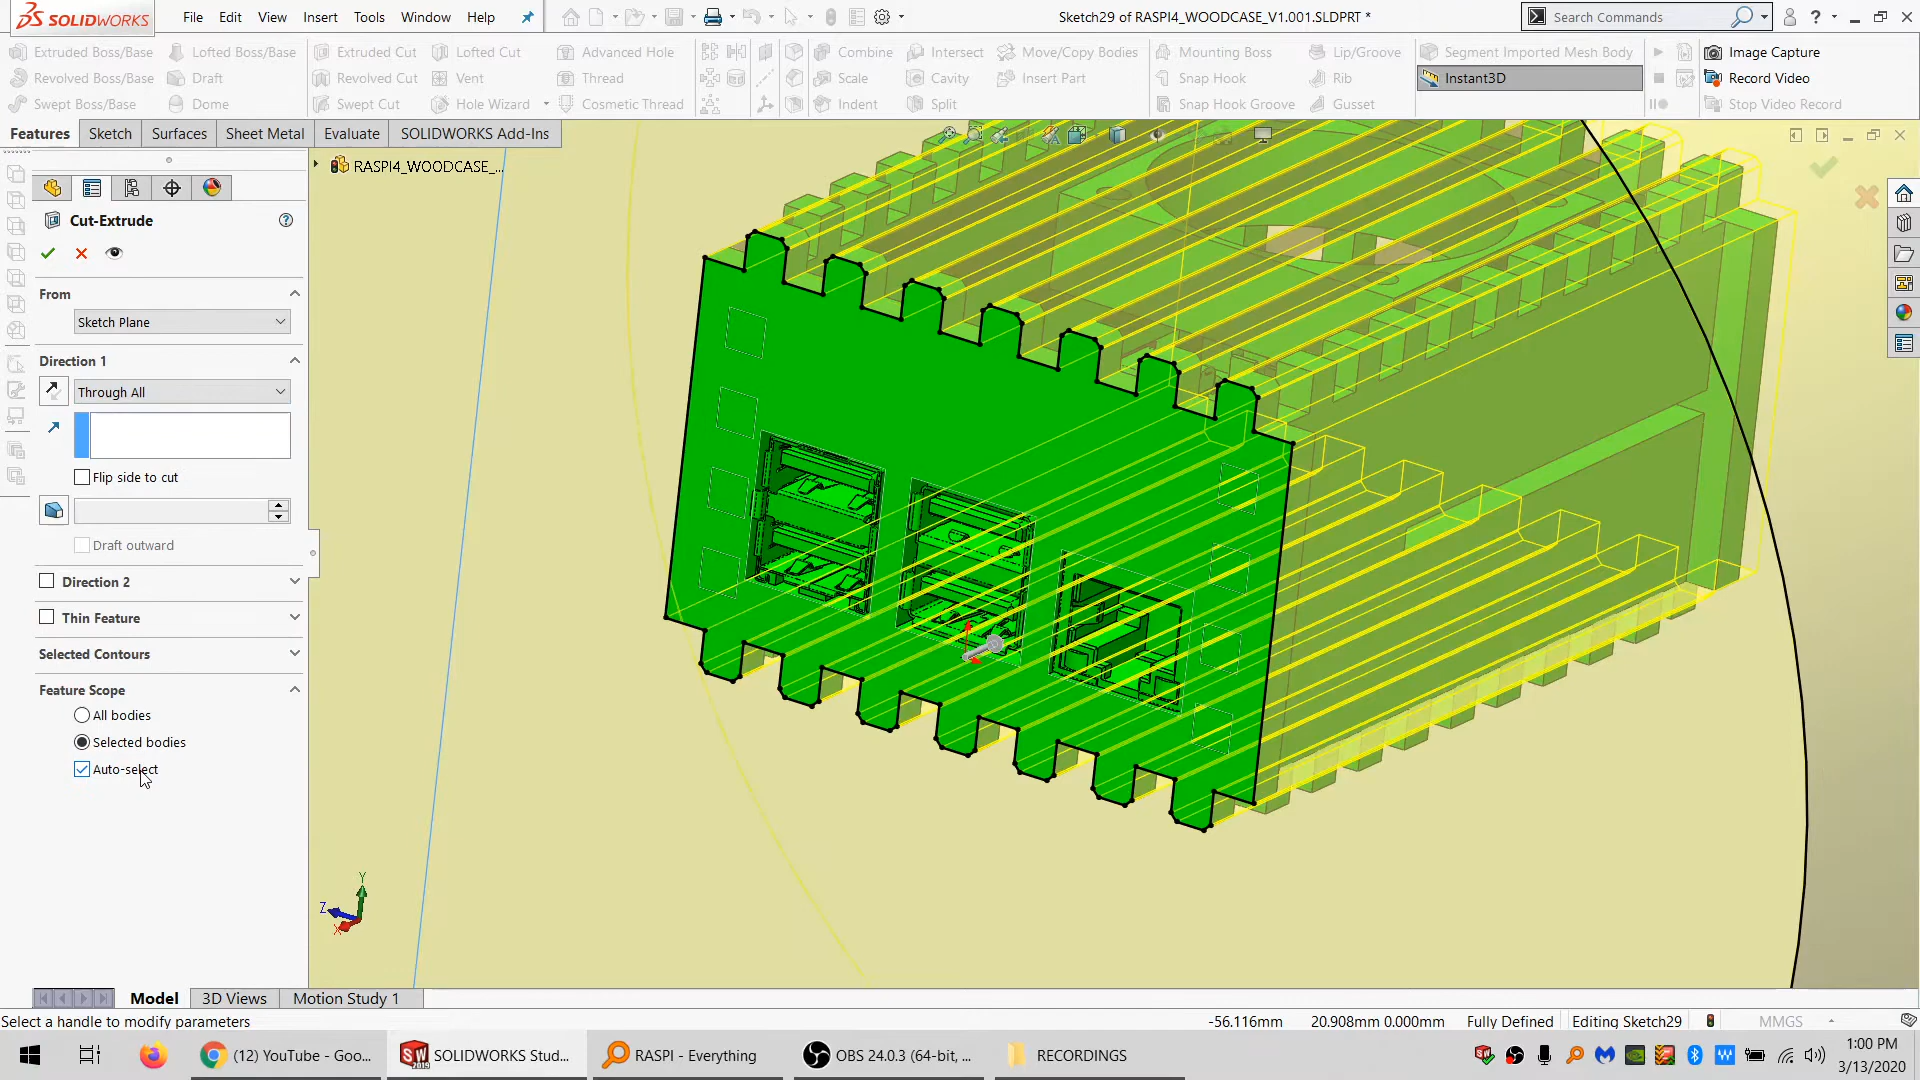 SOLIDWORKS File Edit View Insert Tools Window Help Sketch29 of RASPI4_WOODCASE_V1.001.SLDPRT * Search Commands ?
Extruded Boss/Base Lofted Boss/Base Extruded Cut Lofted Cut Advanced Hole Combine Intersect Move/Copy Bodies Mounting Boss Lip/Groove Segment Imported Mesh Body Image Capture
Revolved Boss/Base Draft Revolved Cut Vent Thread Scale Cavity Insert Part Snap Hook Rib Instant3D Record Video
Swept Boss/Base Dome Swept Cut Hole Wizard Cosmetic Thread Indent Split Snap Hook Groove Gusset Stop Video Record
Features Sketch Surfaces Sheet Metal Evaluate SOLIDWORKS Add-Ins
RASPI4_WOODCASE_...
Cut-Extrude ?
From
Sketch Plane
Direction 1
Through All
Flip side to cut
Draft outward
Direction 2
Thin Feature
Selected Contours
Feature Scope
All bodies
Selected bodies
Auto-select
Y
Z
X
Model 3D Views Motion Study 1
Select a handle to modify parameters -56.116mm 20.908mm 0.000mm Fully Defined Editing Sketch29 MMGS
(12) YouTube - Goo... SOLIDWORKS Stud... RASPI - Everything OBS 24.0.3 (64-bit, ... RECORDINGS 1:00 PM
3/13/2020